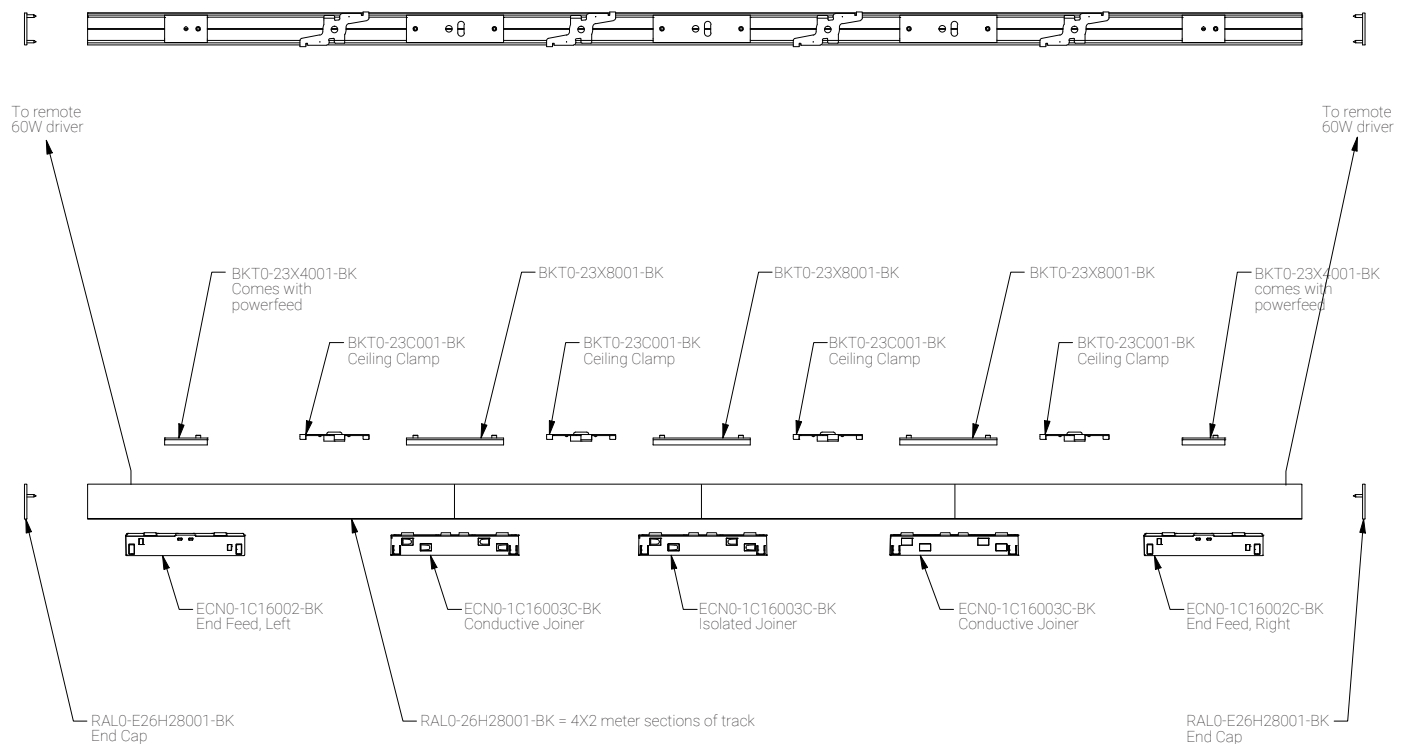 To remote
60W driver
To remote
60W driver
BKT0-23X4001-BK
Comes with
powerfeed
BKT0-23X8001-BK
BKT0-23X8001-BK
BKT0-23X8001-BK
BKT0-23X4001-BK
comes with
powerfeed
BKT0-23C001-BK
Ceiling Clamp
BKT0-23C001-BK
Ceiling Clamp
BKT0-23C001-BK
Ceiling Clamp
BKT0-23C001-BK
Ceiling Clamp
ECN0-1C16002-BK
End Feed, Left
ECN0-1C16003C-BK
Conductive Joiner
ECN0-1C16003C-BK
Isolated Joiner
ECN0-1C16003C-BK
Conductive Joiner
ECN0-1C16002C-BK
End Feed, Right
RAL0-E26H28001-BK
End Cap
RAL0-26H28001-BK = 4X2 meter sections of track
RAL0-E26H28001-BK
End Cap